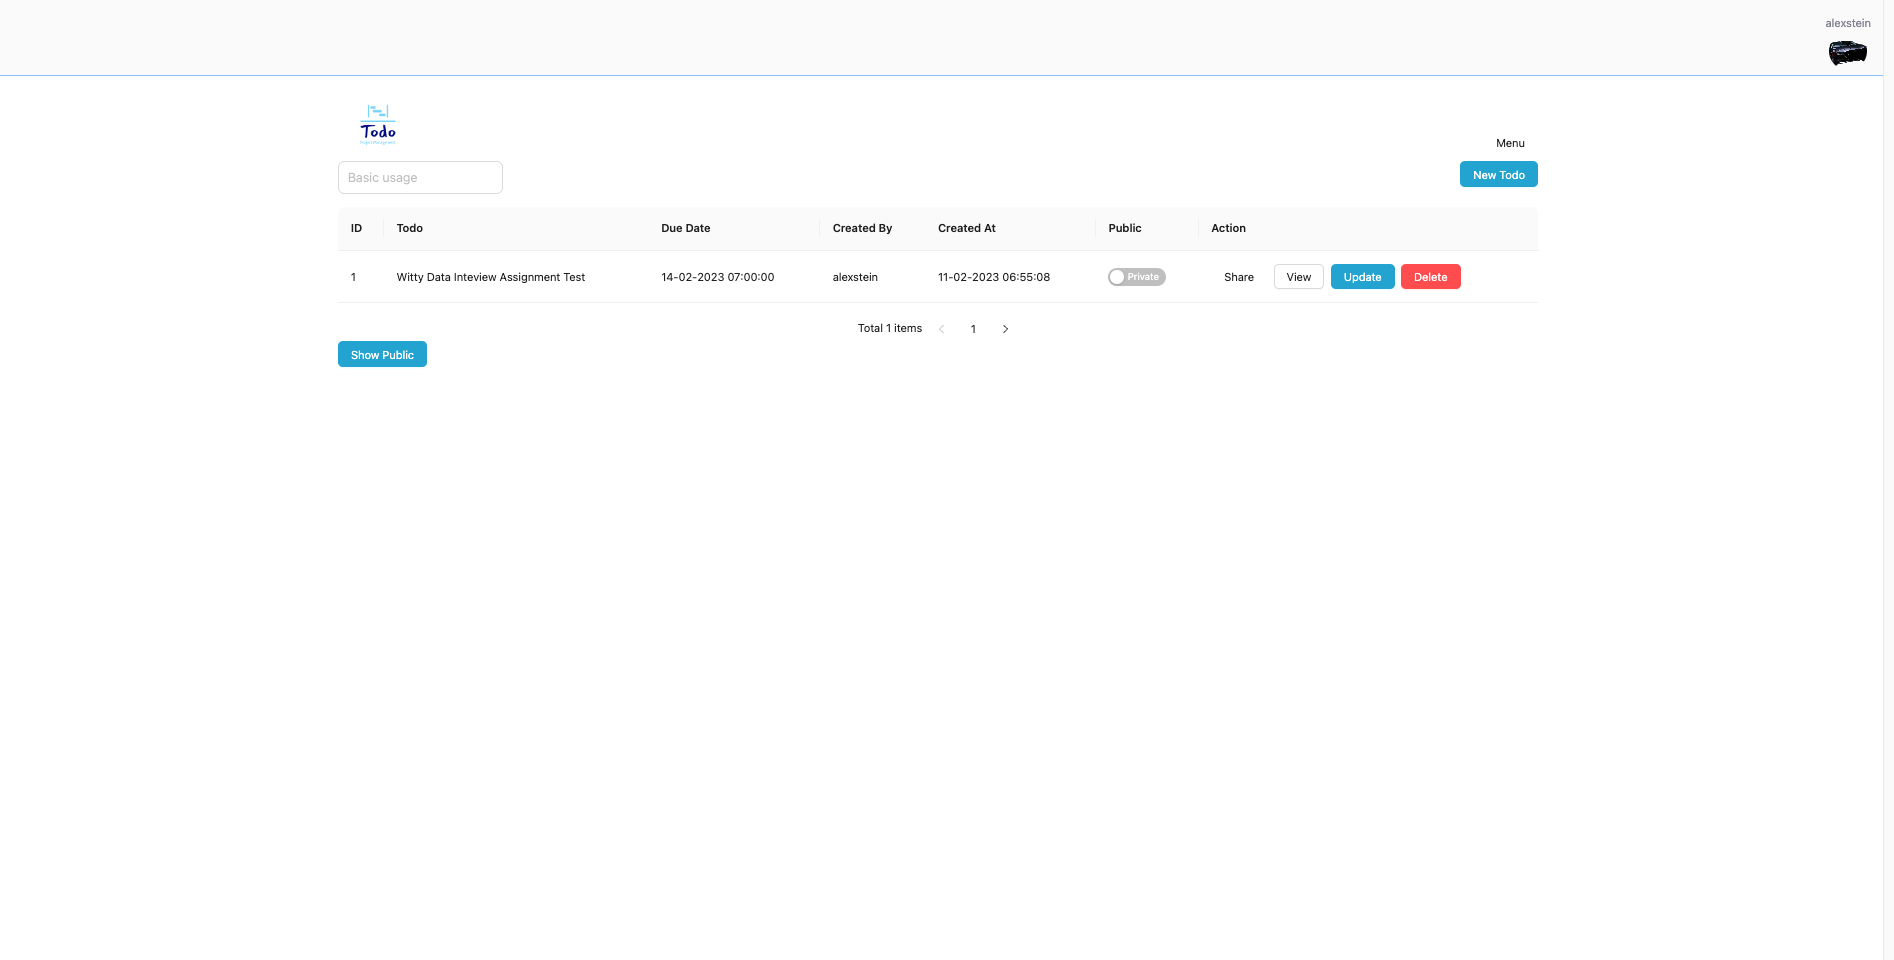 alexstein
Todo
Project Management
Menu
Basic usage
New Todo
ID Todo Due Date Created By Created At Public Action
1 Witty Data Inteview Assignment Test 14-02-2023 07:00:00 alexstein 11-02-2023 06:55:08 Private Share View Update Delete
Total 1 items 1
Show Public